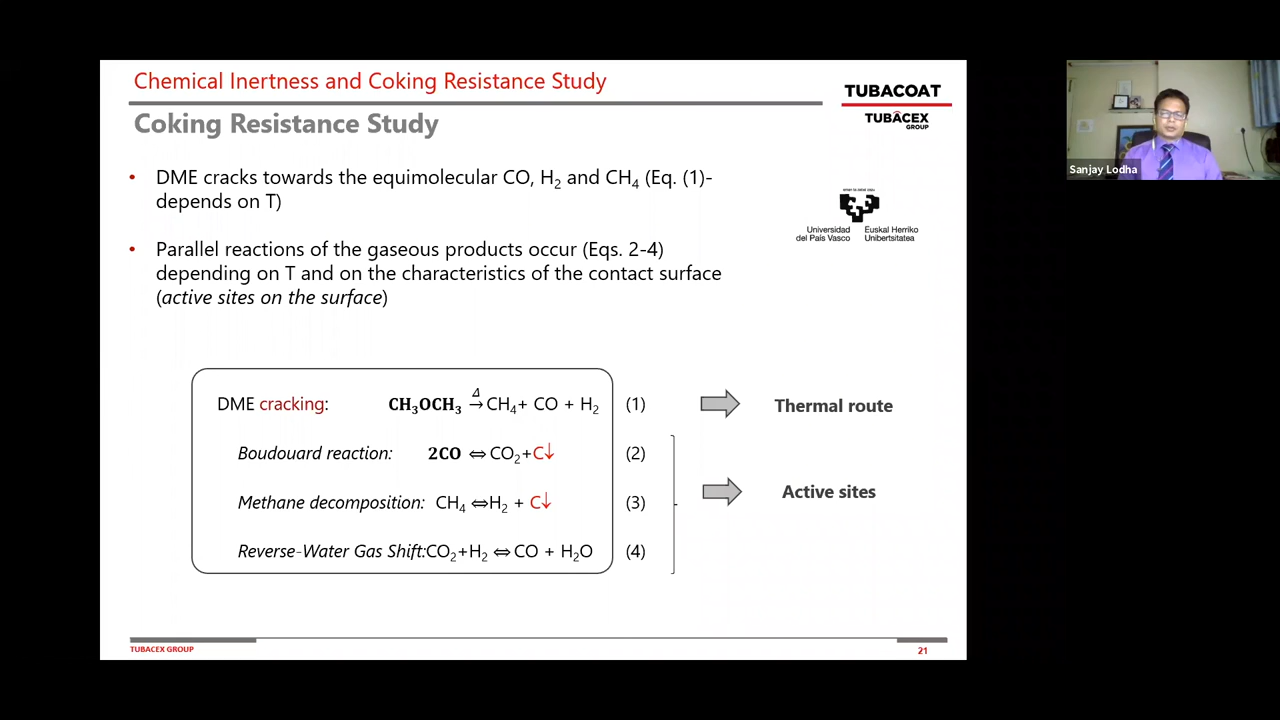 Chemical Inertness and Coking Resistance Study
TUBACOAT
TUBACEX
GROUP
Coking Resistance Study
• DME cracks towards the equimolecular CO, H₂ and CH₄ (Eq. (1)-
depends on T)
Universidad del País Vasco
Euskal Herriko Unibertsitatea
• Parallel reactions of the gaseous products occur (Eqs. 2-4)
depending on T and on the characteristics of the contact surface
(active sites on the surface)
DME cracking: CH₃OCH₃ →^Δ CH₄+ CO + H₂ (1)
Thermal route
Boudouard reaction: 2CO ⇔ CO₂+C↓ (2)
Methane decomposition: CH₄ ⇔H₂ + C↓ (3)
Active sites
Reverse-Water Gas Shift:CO₂+H₂ ⇔ CO + H₂O (4)
TUBACEX GROUP
21
Sanjay Lodha